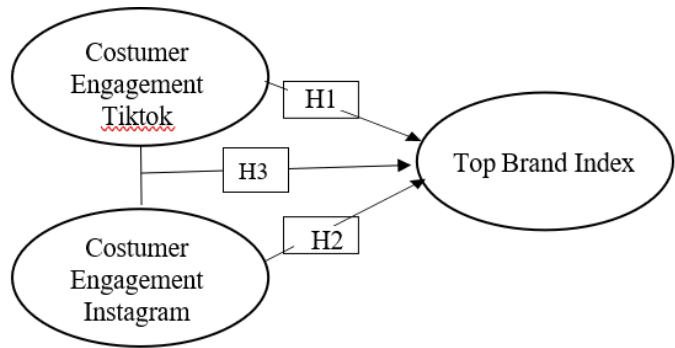 Costumer
Engagement
Tiktok
H1
Top Brand Index
H3
H2
Costumer
Engagement
Instagram